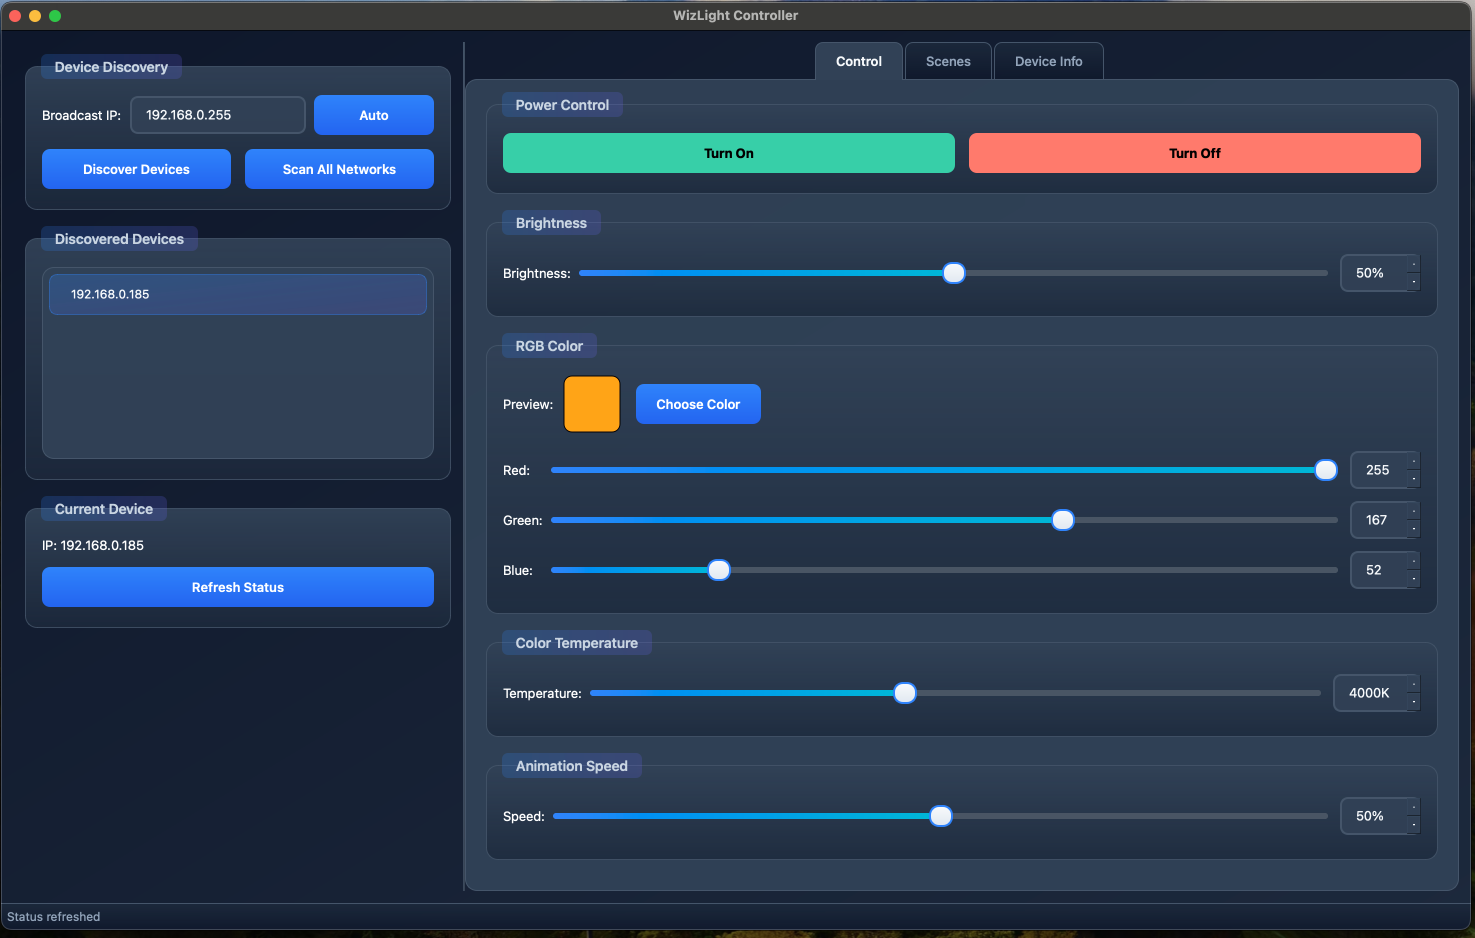 WizLight Controller
Device Discovery
Broadcast IP: 192.168.0.255 Auto
Discover Devices Scan All Networks
Discovered Devices
192.168.0.185
Current Device
IP: 192.168.0.185
Refresh Status
Control Scenes Device Info
Power Control
Turn On Turn Off
Brightness
Brightness: 50%
RGB Color
Preview: Choose Color
Red: 255
Green: 167
Blue: 52
Color Temperature
Temperature: 4000K
Animation Speed
Speed: 50%
Status refreshed